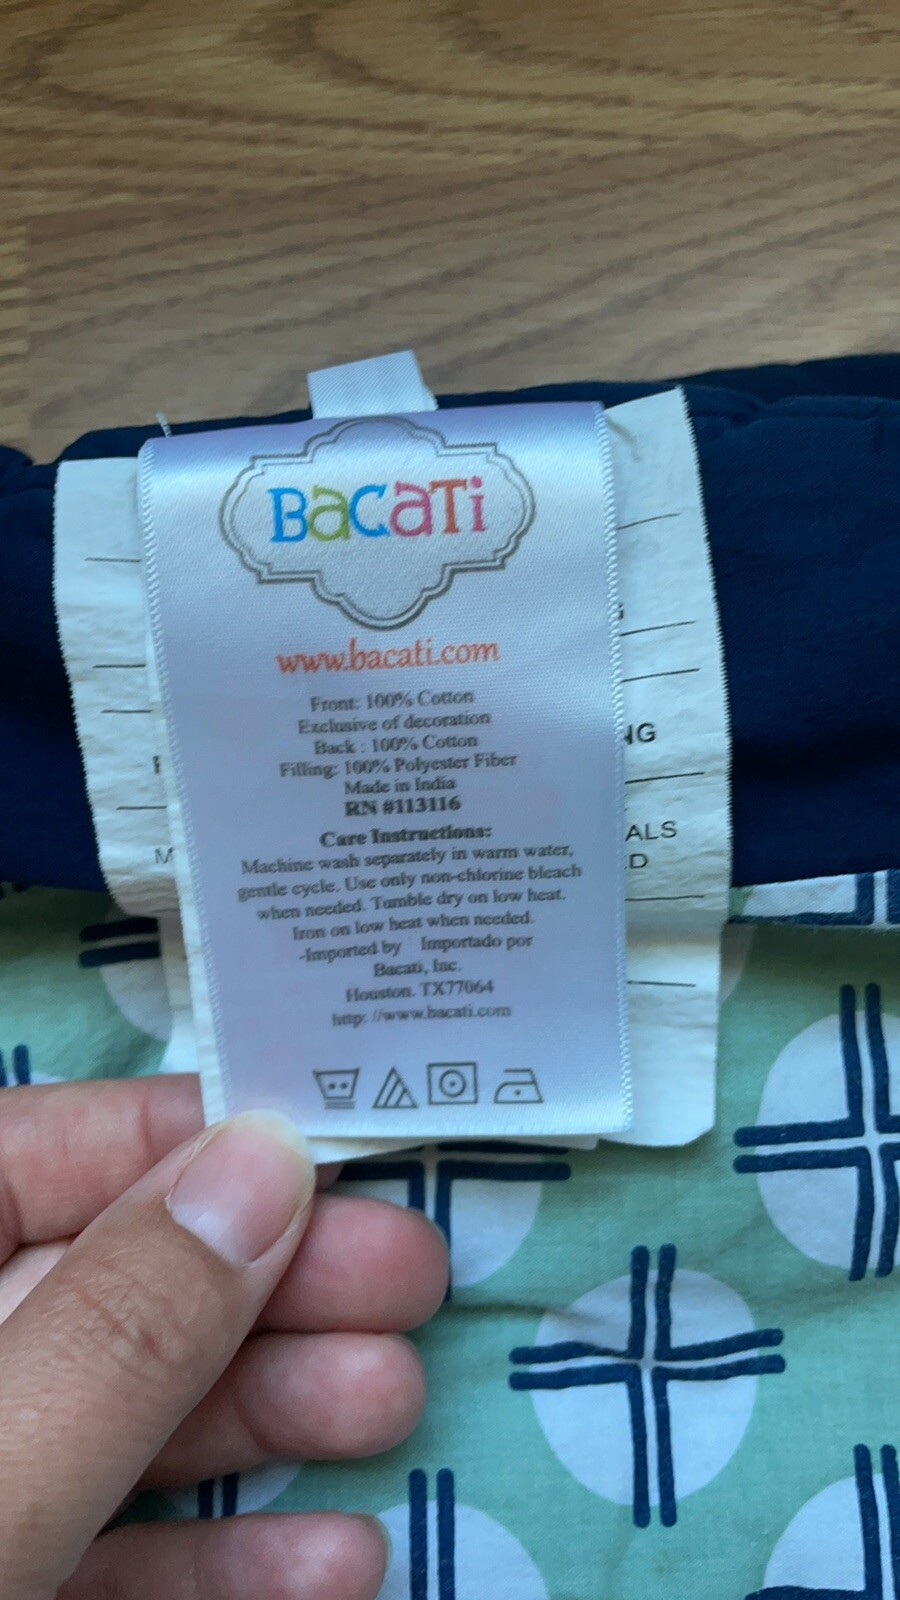 BacaTi
www.bacati.com
Front: 100% Cotton
Exclusive of decoration
Back : 100% Cotton
Filling: 100% Polyester Fiber
Made in India
RN #113116
Care Instructions:
Machine wash separately in warm water,
gentle cycle. Use only non-chlorine bleach
when needed. Tumble dry on low heat.
Iron on low heat when needed.
-Imported by Importado por
Bacati, Inc.
Houston. TX77064
http: //www.bacati.com
NG
ALS
D
M